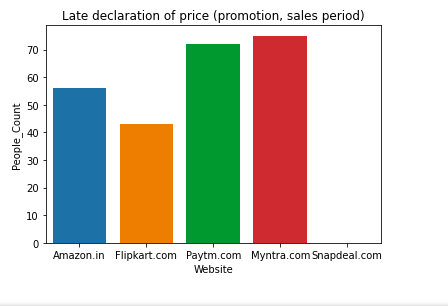 Late declaration of price (promotion, sales period)
70
60
50
40
30
20
10
0
People_Count
Amazon.in Flipkart.com Paytm.com Myntra.com Snapdeal.com
Website